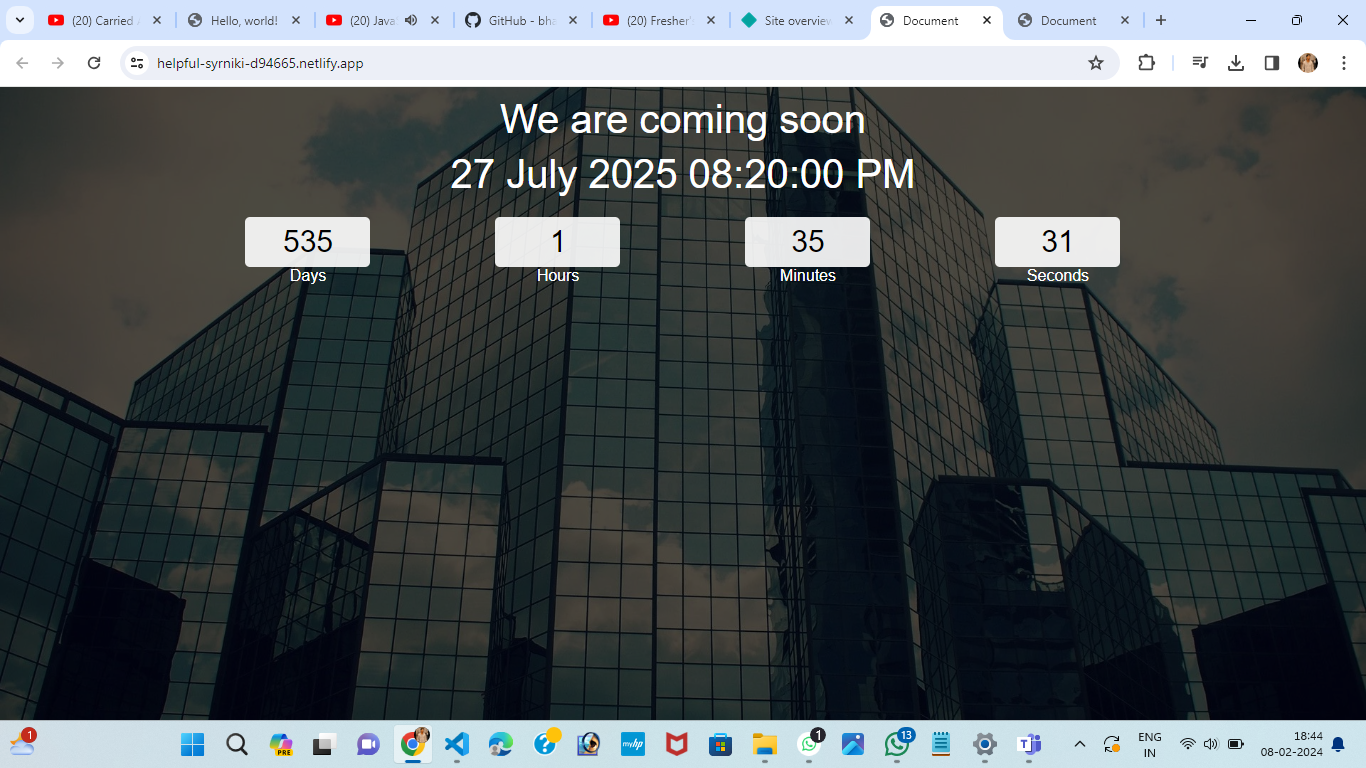 (20) Carried
Hello, world!
(20) Java
GitHub - bha
(20) Fresher's
Site overview
Document
Document
helpful-syrniki-d94665.netlify.app
We are coming soon
27 July 2025 08:20:00 PM
535 1 35 31
Days Hours Minutes Seconds
1
PRE
myhp
1
13
ENG
IN
18:44
08-02-2024